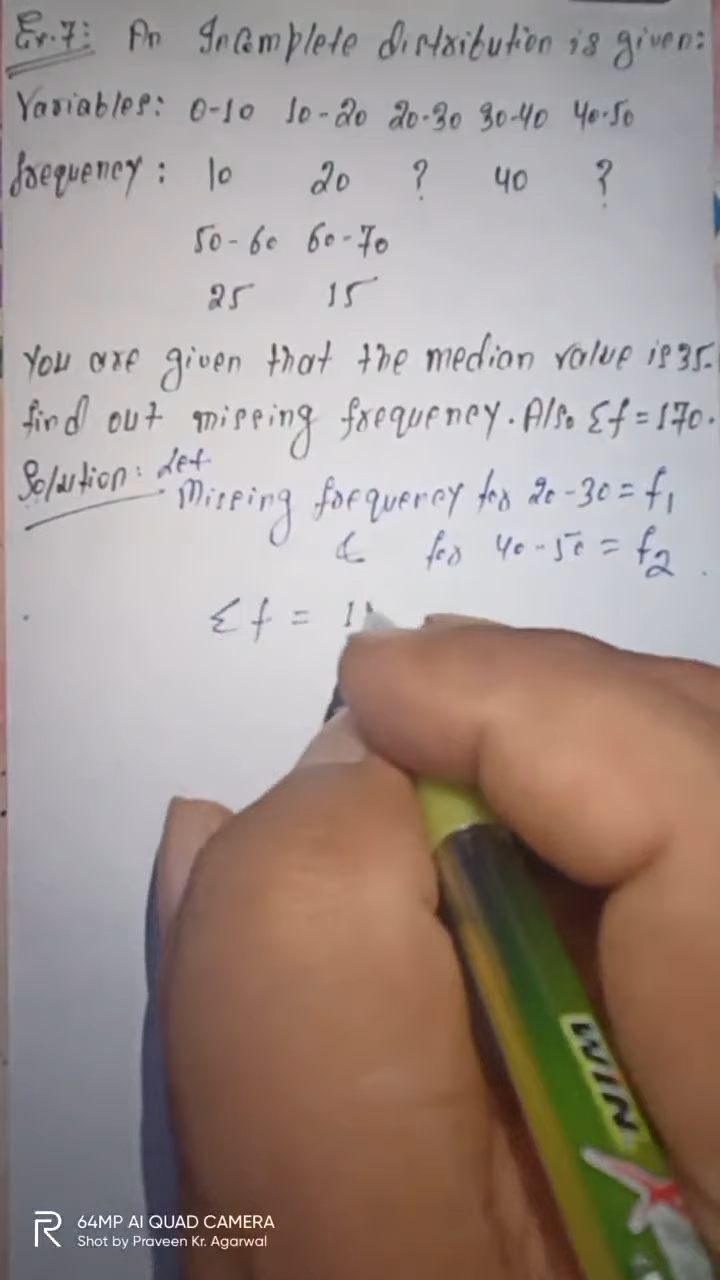 Ex.7: An Incomplete distribution is given:
Variables: 0-10 10-20 20-30 30-40 40-50
frequency: 10 20 ? 40 ?
50-60 60-70
25 15
You are given that the median value is 35.
find out missing frequency. Also Σf = 170.
Solution: Let
Missing frequency for 20-30 = f1
& for 40-50 = f2
Σf = 1
WIN
64MP AI QUAD CAMERA
Shot by Praveen Kr. Agarwal